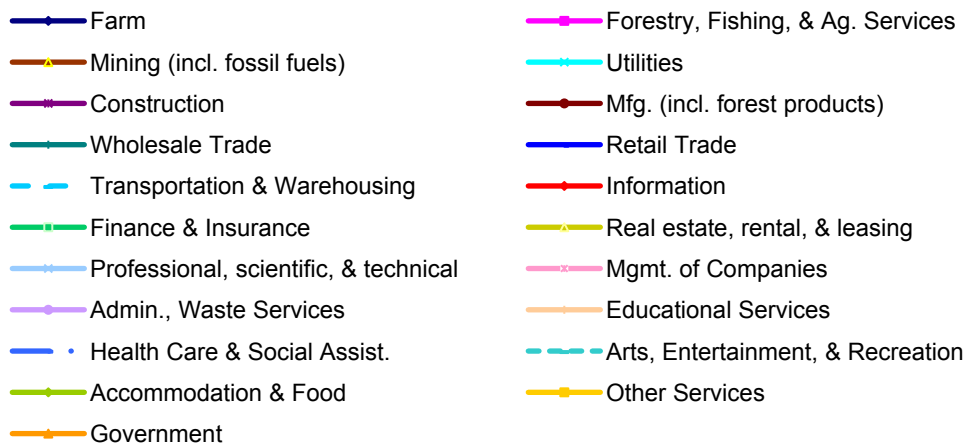 Farm
Forestry, Fishing, & Ag. Services
Mining (incl. fossil fuels)
Utilities
Construction
Mfg. (incl. forest products)
Wholesale Trade
Retail Trade
Transportation & Warehousing
Information
Finance & Insurance
Real estate, rental, & leasing
Professional, scientific, & technical
Mgmt. of Companies
Admin., Waste Services
Educational Services
Health Care & Social Assist.
Arts, Entertainment, & Recreation
Accommodation & Food
Other Services
Government